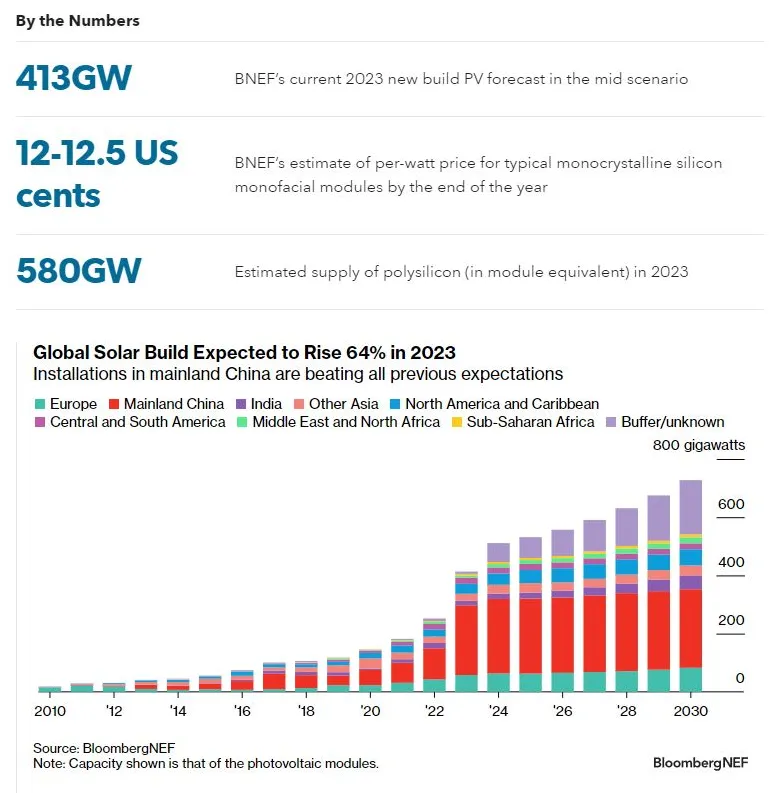 By the Numbers
413GW
BNEF's current 2023 new build PV forecast in the mid scenario
12-12.5 US
cents
BNEF's estimate of per-watt price for typical monocrystalline silicon
monofacial modules by the end of the year
580GW
Estimated supply of polysilicon (in module equivalent) in 2023
Global Solar Build Expected to Rise 64% in 2023
Installations in mainland China are beating all previous expectations
Europe Mainland China India Other Asia North America and Caribbean
Central and South America Middle East and North Africa Sub-Saharan Africa Buffer/unknown
800 gigawatts
600
400
200
0
2010 '12 '14 '16 '18 '20 '22 '24 '26 '28 2030
Source: BloombergNEF
Note: Capacity shown is that of the photovoltaic modules.
BloombergNEF